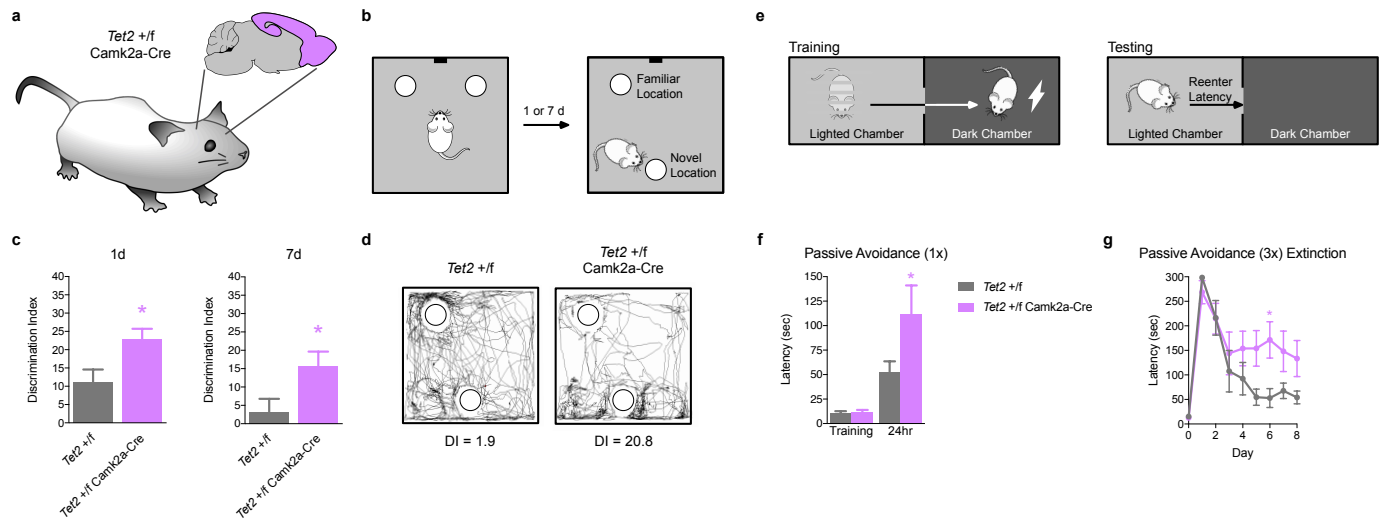 a
Tet2 +/f
Camk2a-Cre
b
1 or 7 d
Familiar
Location
Novel
Location
e
Training
Lighted Chamber
Dark Chamber
Testing
Reenter
Latency
Lighted Chamber
Dark Chamber
c
1d
Discrimination Index
40
35
30
25
20
15
10
5
0
Tet2 +/f
Tet2 +/f Camk2a-Cre
*
7d
Discrimination Index
40
35
30
25
20
15
10
5
0
Tet2 +/f
Tet2 +/f Camk2a-Cre
*
d
Tet2 +/f
DI = 1.9
Tet2 +/f
Camk2a-Cre
DI = 20.8
f
Passive Avoidance (1x)
Latency (sec)
150
125
100
75
50
25
0
Training
24hr
*
Tet2 +/f
Tet2 +/f Camk2a-Cre
g
Passive Avoidance (3x) Extinction
Latency (sec)
300
250
200
150
100
50
0
*
0 2 4 6 8
Day